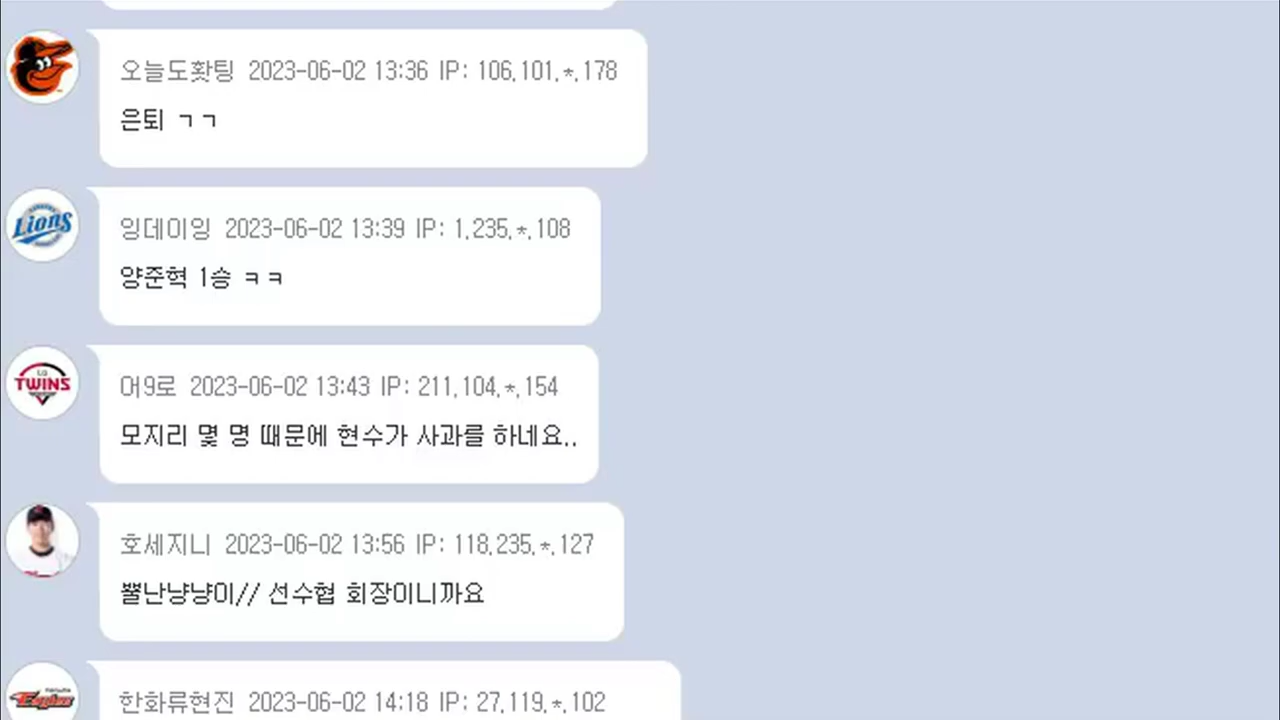 오늘도홧팅 2023-06-02 13:36 IP: 106.101.*.178
은퇴 ㄱㄱ
Lions
잉데이잉 2023-06-02 13:39 IP: 1.235.*.108
양준혁 1승 ㅋㅋ
LG
TWINS
어9로 2023-06-02 13:43 IP: 211.104.*.154
모지리 몇 명 때문에 현수가 사과를 하네요..
호세지니 2023-06-02 13:56 IP: 118.235.*.127
뿔난냥냥이// 선수협 회장이니까요
Eagles
한화류현진 2023-06-02 14:18 IP: 27.119.*.102